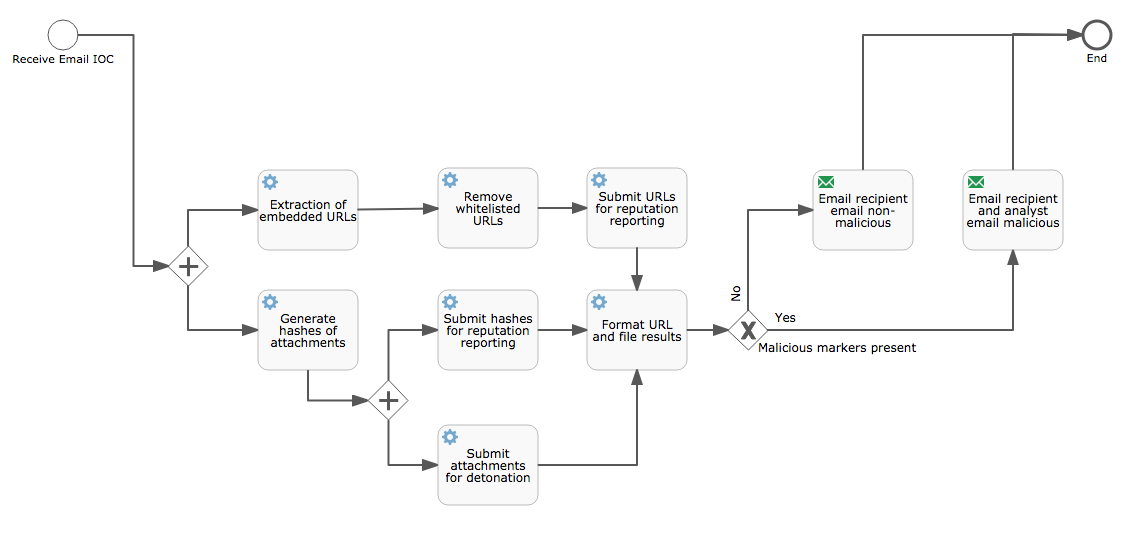 Receive Email IOC
End
Extraction of
embedded URLs
Remove
whitelisted
URLs
Submit URLs
for reputation
reporting
Email recipient
email non-
malicious
Email recipient
and analyst
email malicious
Generate
hashes of
attachments
Submit hashes
for reputation
reporting
Format URL
and file results
No
Yes
Malicious markers present
Submit
attachments
for detonation